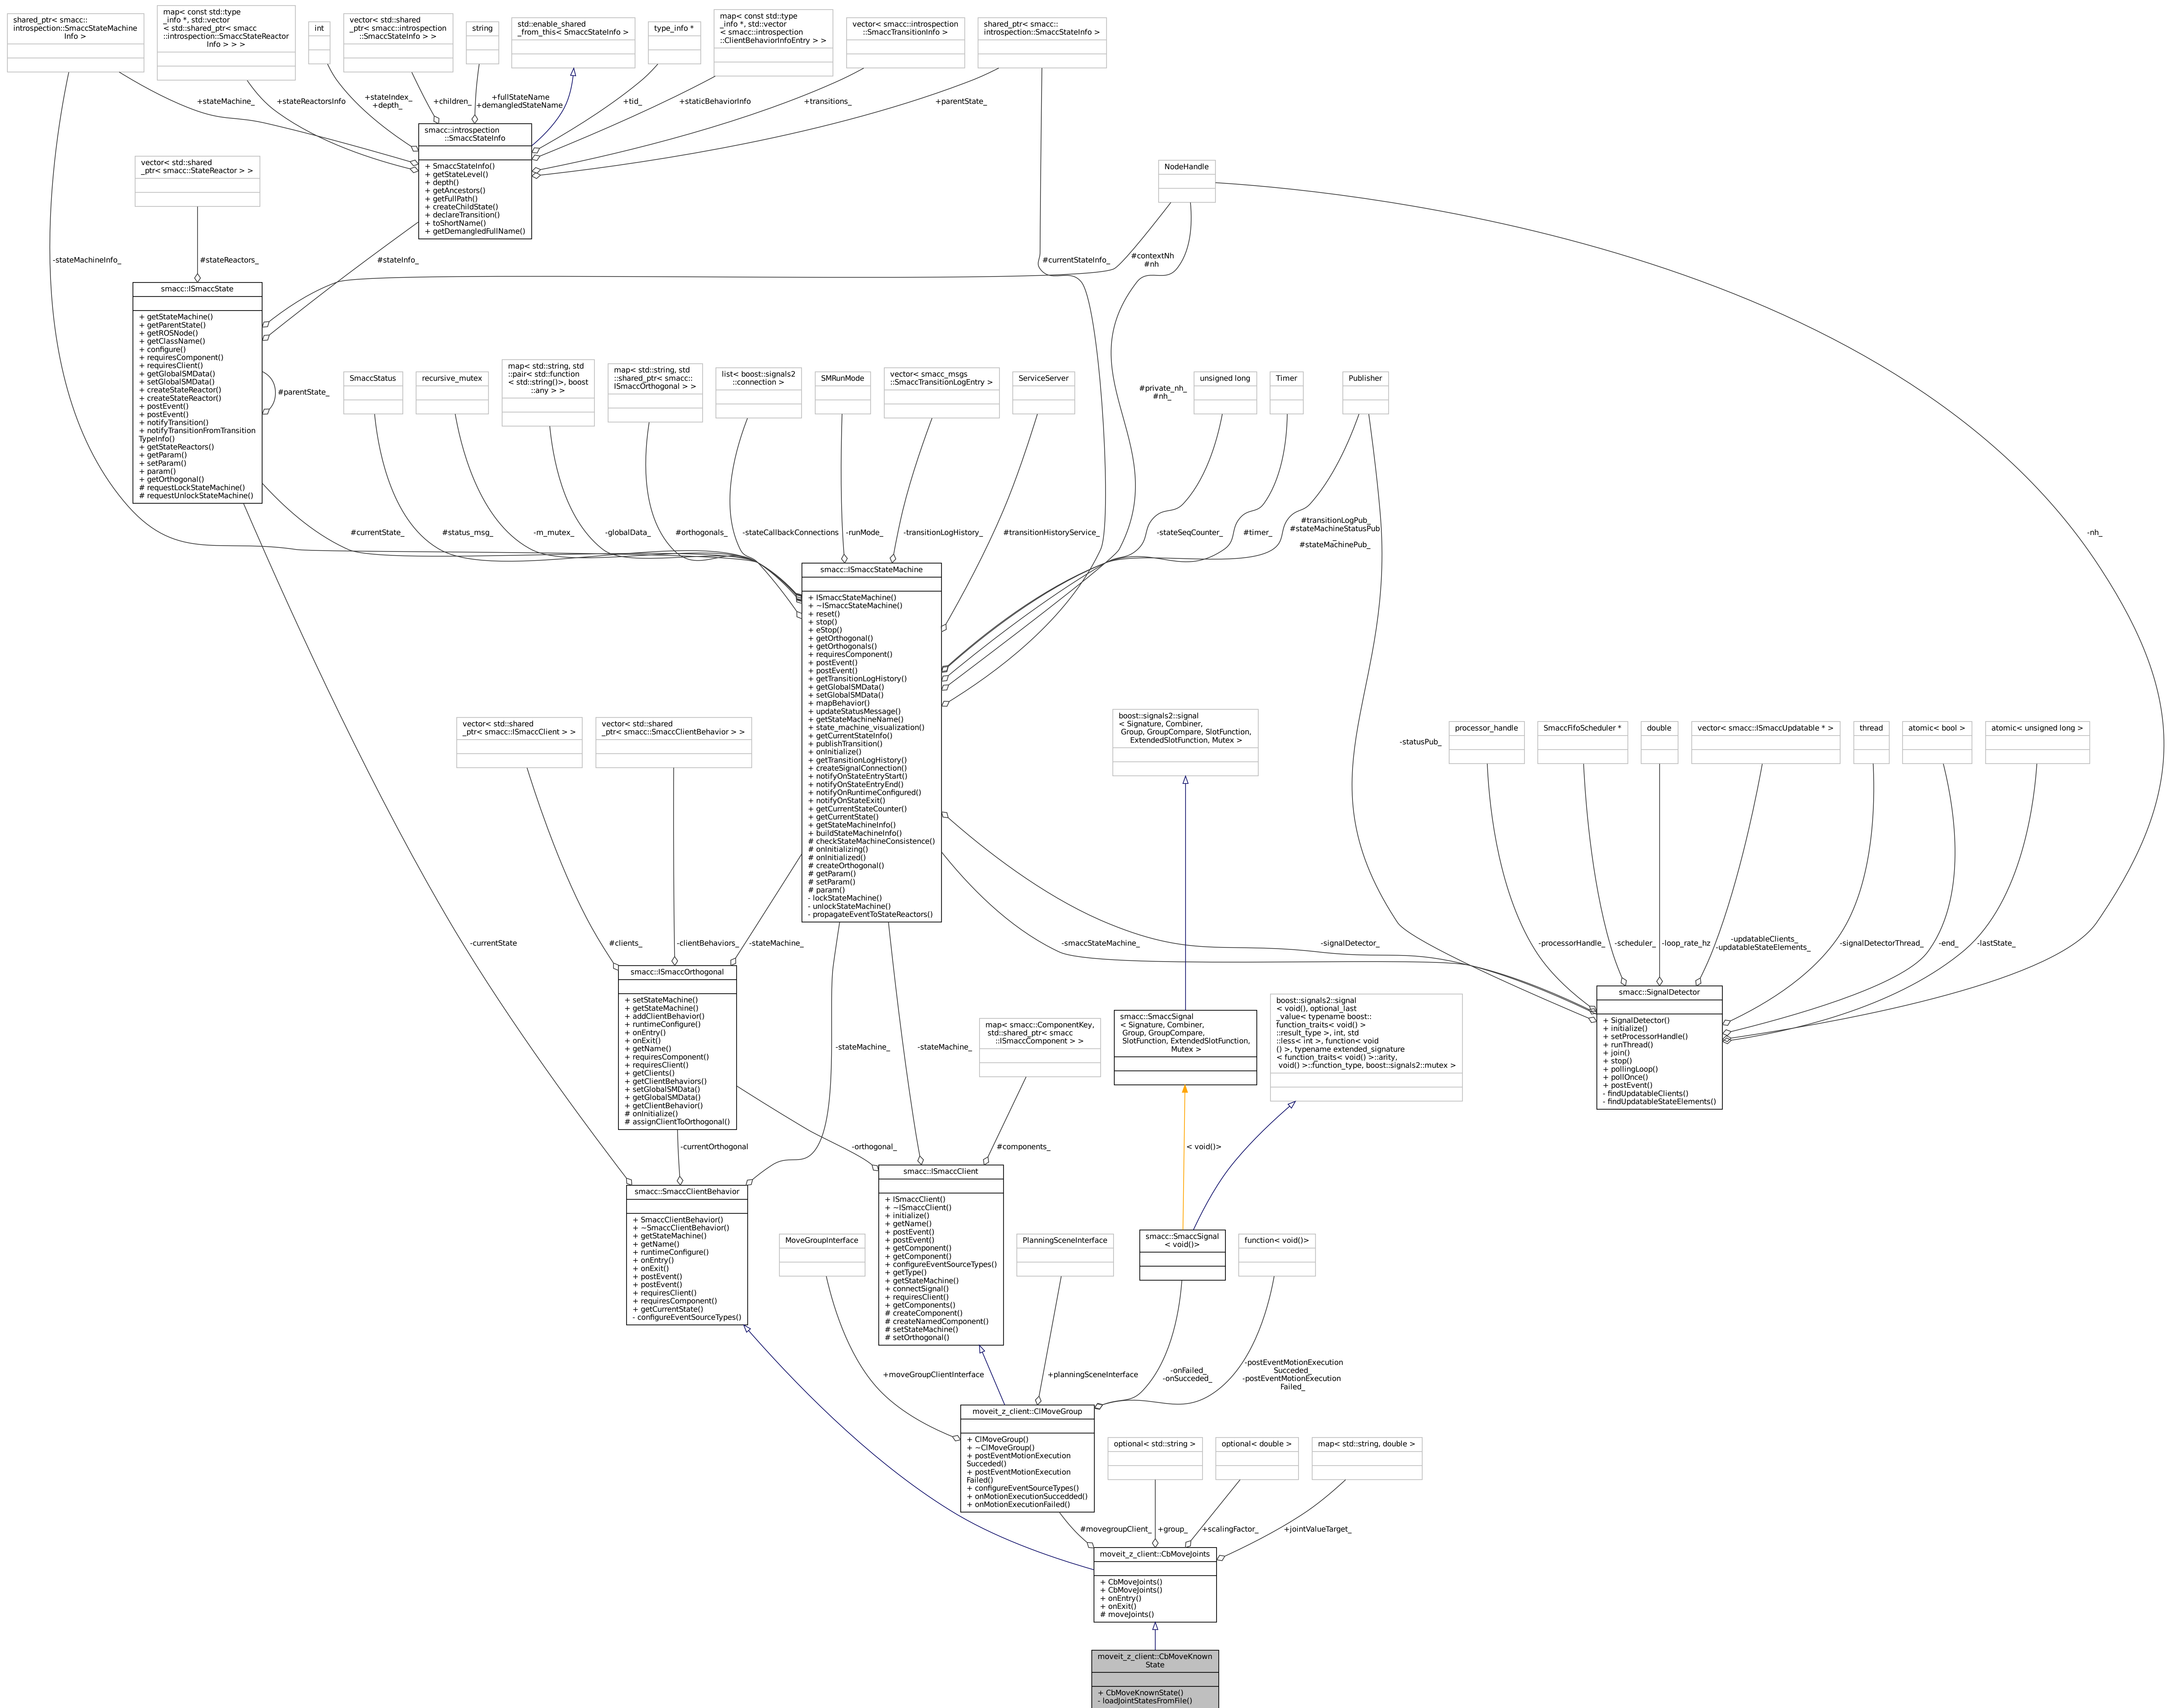 shared_ptr< smacc::
introspection::SmaccStateMachine
Info >
map< const std::type
_info *, std::vector
< std::shared_ptr< smacc
::introspection::SmaccStateReactor
Info > > >
int
vector< std::shared
_ptr< smacc::introspection
::SmaccStateInfo > >
string
std::enable_shared
_from_this< SmaccStateInfo >
type_info *
map< const std::type
_info *, std::vector
< smacc::introspection
::ClientBehaviorInfoEntry > >
vector< smacc::introspection
::SmaccTransitionInfo >
shared_ptr< smacc::
introspection::SmaccStateInfo >
+stateMachine_
+stateReactorsInfo
+stateIndex_
+depth_
+children_
+fullStateName
+demangledStateName
+tid_
+staticBehaviorInfo
+transitions_
+parentState_
smacc::introspection
::SmaccStateInfo
+ SmaccStateInfo()
+ getStateLevel()
+ depth()
+ getAncestors()
+ getFullPath()
+ createChildState()
+ declareTransition()
+ toShortName()
+ getDemangledFullName()
vector< std::shared
_ptr< smacc::StateReactor > >
NodeHandle
-stateMachineInfo_
#stateReactors_
#stateInfo_
#currentStateInfo_
#contextNh
#nh
smacc::ISmaccState
+ getStateMachine()
+ getParentState()
+ getROSNode()
+ getClassName()
+ configure()
+ requiresComponent()
+ requiresClient()
+ getGlobalSMData()
+ setGlobalSMData()
+ createStateReactor()
+ createStateReactor()
+ postEvent()
+ postEvent()
+ notifyTransition()
+ notifyTransitionFromTransition
TypeInfo()
+ getStateReactors()
+ getParam()
+ setParam()
+ param()
+ getOrthogonal()
# requestLockStateMachine()
# requestUnlockStateMachine()
#parentState_
SmaccStatus
recursive_mutex
map< std::string, std
::pair< std::function
< std::string()>, boost
::any > >
map< std::string, std
::shared_ptr< smacc::
ISmaccOrthogonal > >
list< boost::signals2
::connection >
SMRunMode
vector< smacc_msgs
::SmaccTransitionLogEntry >
ServiceServer
#private_nh_
#nh_
unsigned long
Timer
Publisher
#currentState_
#status_msg_
-m_mutex_
-globalData_
#orthogonals_
-stateCallbackConnections
-runMode_
-transitionLogHistory_
#transitionHistoryService_
-stateSeqCounter_
#timer_
#transitionLogPub_
#stateMachineStatusPub
_
#stateMachinePub_
-nh_
smacc::ISmaccStateMachine
+ ISmaccStateMachine()
+ ~ISmaccStateMachine()
+ reset()
+ stop()
+ eStop()
+ getOrthogonal()
+ getOrthogonals()
+ requiresComponent()
+ postEvent()
+ postEvent()
+ getTransitionLogHistory()
+ getGlobalSMData()
+ setGlobalSMData()
+ mapBehavior()
+ updateStatusMessage()
+ getStateMachineName()
+ state_machine_visualization()
+ getCurrentStateInfo()
+ publishTransition()
+ onInitialize()
+ getTransitionLogHistory()
+ createSignalConnection()
+ notifyOnStateEntryStart()
+ notifyOnStateEntryEnd()
+ notifyOnRuntimeConfigured()
+ notifyOnStateExit()
+ getCurrentStateCounter()
+ getCurrentState()
+ getStateMachineInfo()
+ buildStateMachineInfo()
# checkStateMachineConsistence()
# onInitializing()
# onInitialized()
# createOrthogonal()
# getParam()
# setParam()
# param()
- lockStateMachine()
- unlockStateMachine()
- propagateEventToStateReactors()
vector< std::shared
_ptr< smacc::ISmaccClient > >
vector< std::shared
_ptr< smacc::SmaccClientBehavior > >
boost::signals2::signal
< Signature, Combiner,
Group, GroupCompare, SlotFunction,
ExtendedSlotFunction, Mutex >
-statusPub_
processor_handle
SmaccFifoScheduler *
double
vector< smacc::ISmaccUpdatable * >
thread
atomic< bool >
atomic< unsigned long >
-currentState
#clients_
-clientBehaviors_
-stateMachine_
-smaccStateMachine_
-signalDetector_
-processorHandle_
-scheduler_
-loop_rate_hz
-updatableClients_
-updatableStateElements_
-signalDetectorThread_
-end_
-lastState_
smacc::ISmaccOrthogonal
+ setStateMachine()
+ getStateMachine()
+ addClientBehavior()
+ runtimeConfigure()
+ onEntry()
+ onExit()
+ getName()
+ requiresComponent()
+ requiresClient()
+ getClients()
+ getClientBehaviors()
+ setGlobalSMData()
+ getGlobalSMData()
+ getClientBehavior()
# onInitialize()
# assignClientToOrthogonal()
smacc::SignalDetector
+ SignalDetector()
+ initialize()
+ setProcessorHandle()
+ runThread()
+ join()
+ stop()
+ pollingLoop()
+ pollOnce()
+ postEvent()
- findUpdatableClients()
- findUpdatableStateElements()
-stateMachine_
-stateMachine_
map< smacc::ComponentKey,
std::shared_ptr< smacc
::ISmaccComponent > >
smacc::SmaccSignal
< Signature, Combiner,
Group, GroupCompare,
SlotFunction, ExtendedSlotFunction,
Mutex >
boost::signals2::signal
< void(), optional_last
_value< typename boost::
function_traits< void() >
::result_type >, int, std
::less< int >, function< void
() >, typename extended_signature
< function_traits< void() >::arity,
void() >::function_type, boost::signals2::mutex >
-currentOrthogonal
-orthogonal_
#components_
< void()>
smacc::SmaccClientBehavior
+ SmaccClientBehavior()
+ ~SmaccClientBehavior()
+ getStateMachine()
+ getName()
+ runtimeConfigure()
+ onEntry()
+ onExit()
+ postEvent()
+ postEvent()
+ requiresClient()
+ requiresComponent()
+ getCurrentState()
- configureEventSourceTypes()
smacc::ISmaccClient
+ ISmaccClient()
+ ~ISmaccClient()
+ initialize()
+ getName()
+ postEvent()
+ postEvent()
+ getComponent()
+ getComponent()
+ configureEventSourceTypes()
+ getType()
+ getStateMachine()
+ connectSignal()
+ requiresClient()
+ getComponents()
# createComponent()
# createNamedComponent()
# setStateMachine()
# setOrthogonal()
MoveGroupInterface
PlanningSceneInterface
smacc::SmaccSignal
< void()>
function< void()>
+moveGroupClientInterface
+planningSceneInterface
-onFailed_
-onSucceded_
-postEventMotionExecution
Succeded_
-postEventMotionExecution
Failed_
moveit_z_client::ClMoveGroup
+ ClMoveGroup()
+ ~ClMoveGroup()
+ postEventMotionExecution
Succeded()
+ postEventMotionExecution
Failed()
+ configureEventSourceTypes()
+ onMotionExecutionSuccedded()
+ onMotionExecutionFailed()
optional< std::string >
optional< double >
map< std::string, double >
#movegroupClient_
+group_
+scalingFactor_
+jointValueTarget_
moveit_z_client::CbMoveJoints
+ CbMoveJoints()
+ CbMoveJoints()
+ onEntry()
+ onExit()
# moveJoints()
moveit_z_client::CbMoveKnown
State
+ CbMoveKnownState()
- loadJointStatesFromFile()